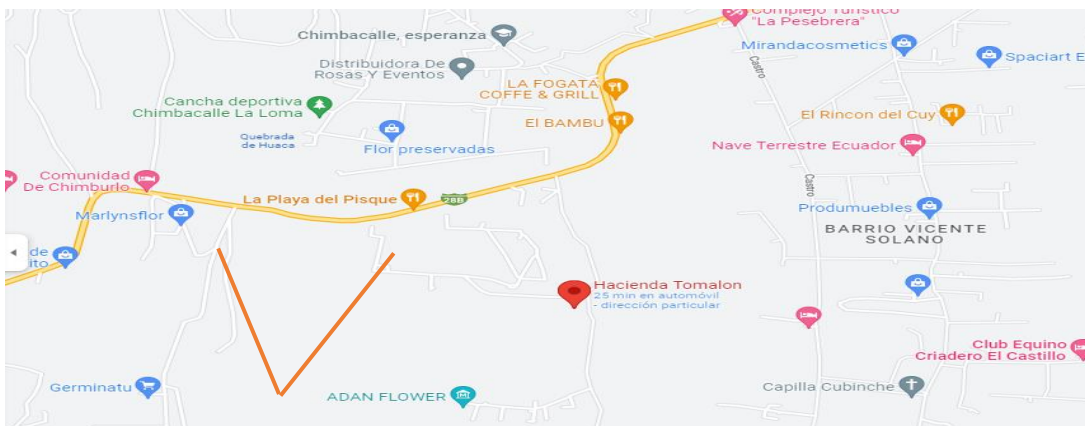 Complejo Turístico
"La Pesebrera"
Chimbacalle, esperanza
Mirandacosmetics
Spaciart E
Distribuidora De
Rosas Y Eventos
Castro
LA FOGATA
COFFE & GRILL
Cancha deportiva
Chimbacalle La Loma
El BAMBU
El Rincon del Cuy
Quebrada
de Huaca
Flor preservadas
Nave Terrestre Ecuador
Comunidad
De Chimburlo
Castro
La Playa del Pisque
28B
Marlynsflor
Produmuebles
BARRIO VICENTE
SOLANO
de
ito
Hacienda Tomalon
25 min en automóvil
- dirección particular
Club Equino
Criadero El Castillo
Germinatu
ADAN FLOWER
Capilla Cubinche